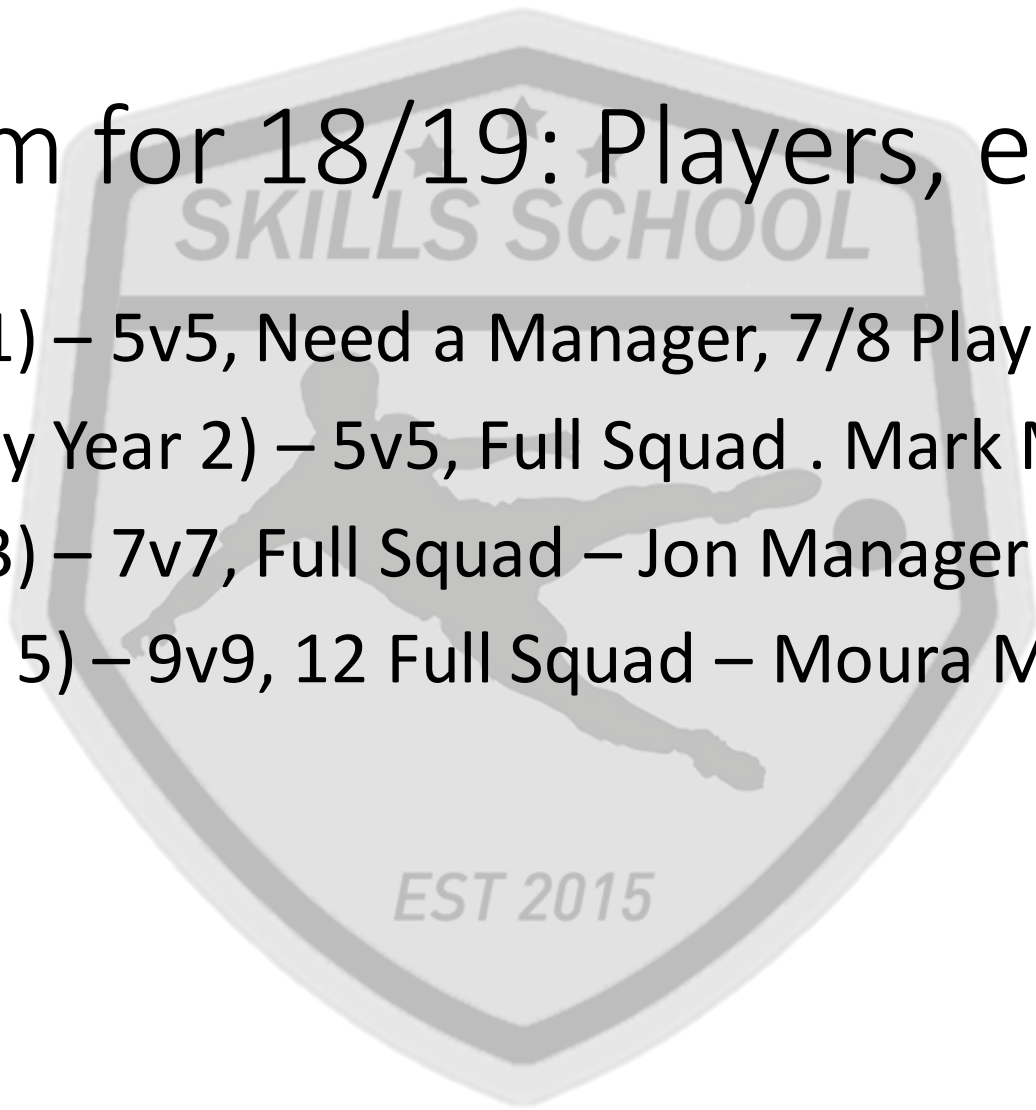 m for 18/19: Players, e
SKILLS SCHOOL
1) – 5v5, Need a Manager, 7/8 Play
y Year 2) – 5v5, Full Squad . Mark M
3) – 7v7, Full Squad – Jon Manager
5) – 9v9, 12 Full Squad – Moura M
EST 2015